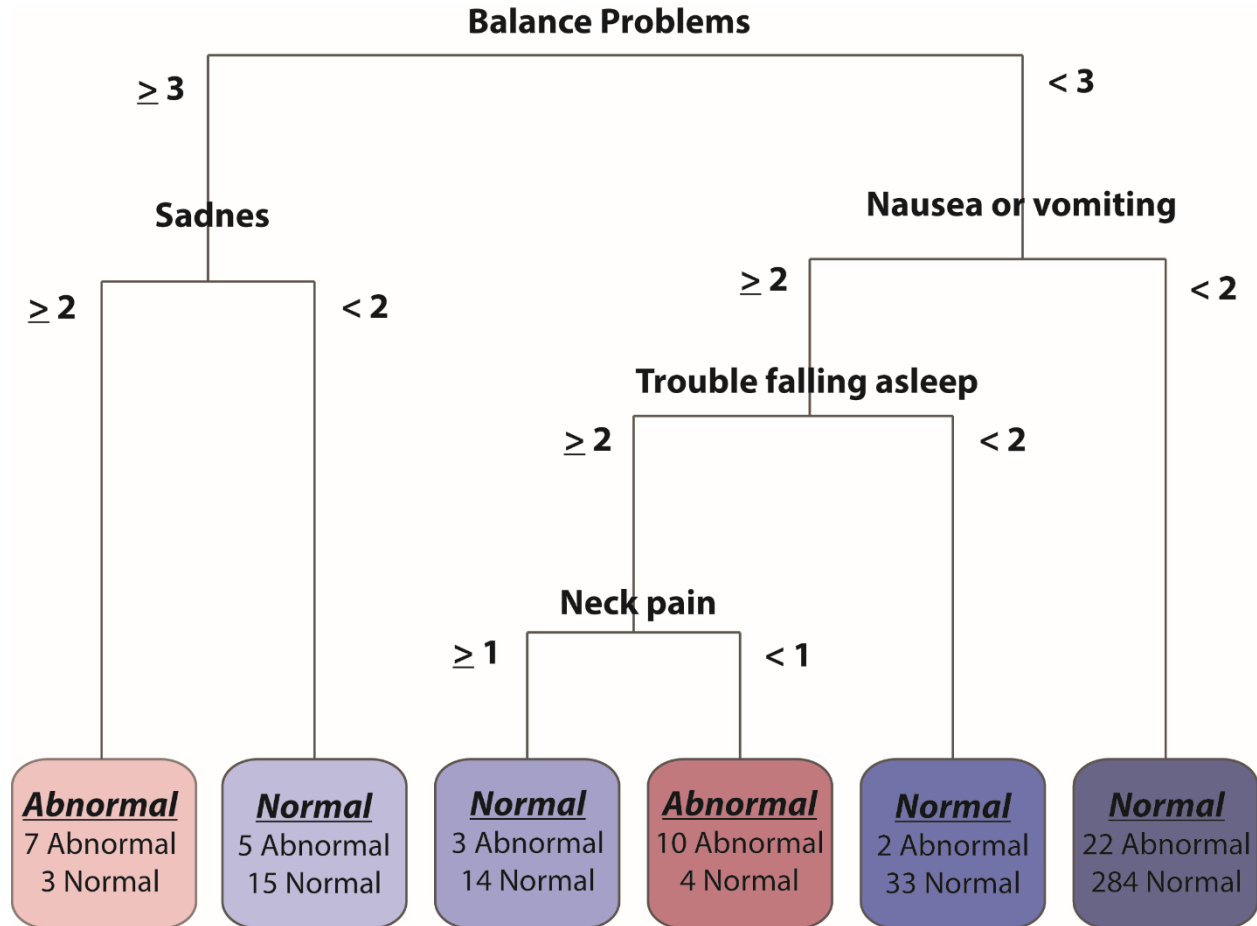 Balance Problems
≥ 3
< 3
Sadnes
Nausea or vomiting
≥ 2
< 2
≥ 2
< 2
Trouble falling asleep
≥ 2
< 2
Neck pain
≥ 1
< 1
Abnormal
7 Abnormal
3 Normal
Normal
5 Abnormal
15 Normal
Normal
3 Abnormal
14 Normal
Abnormal
10 Abnormal
4 Normal
Normal
2 Abnormal
33 Normal
Normal
22 Abnormal
284 Normal